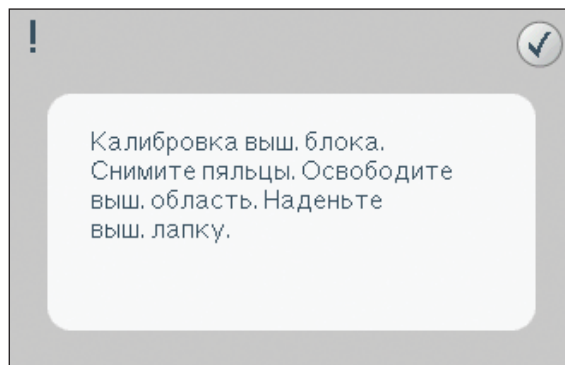 !
Калибровка выш. блока.
Снимите пяльцы. Освободите
выш. область. Наденьте
выш. лапку.